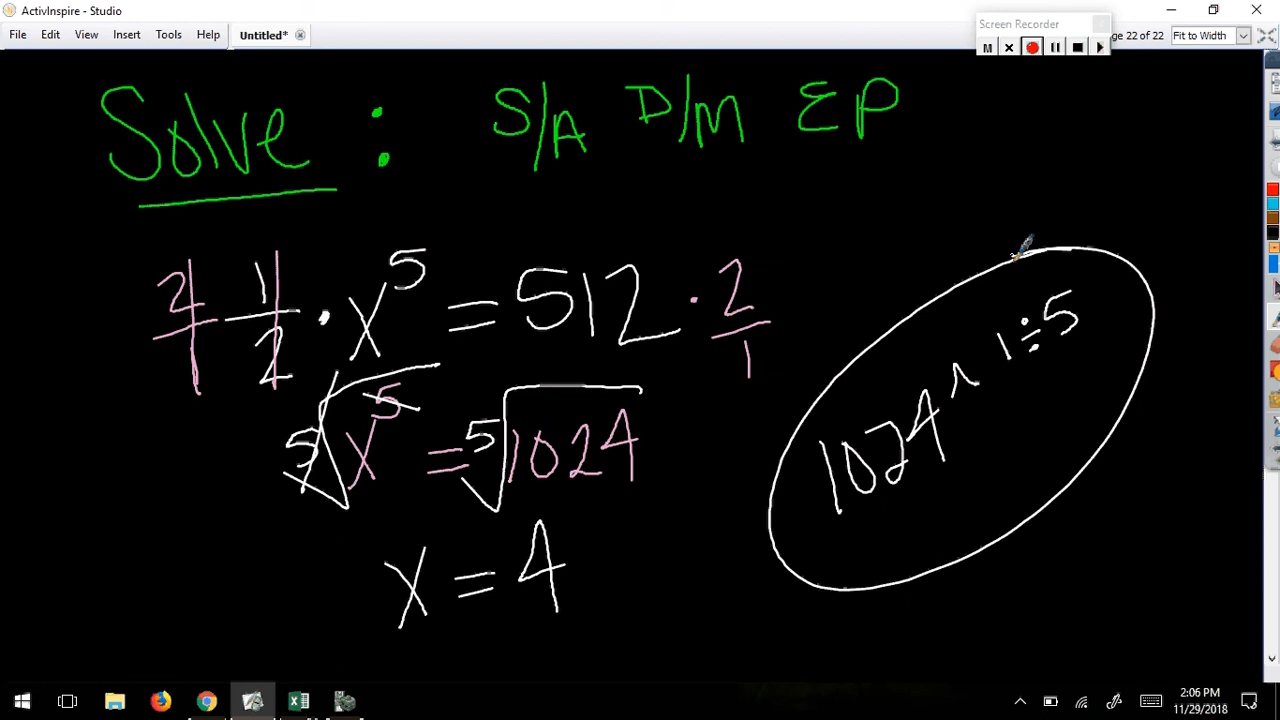 ActivInspire - Studio
File Edit View Insert Tools Help Untitled*
Screen Recorder
ge 22 of 22 Fit to Width
Solve : S/A D/M EP
2/1 1/2 · x^5 = 512 · 2/1
5√x^5 = 5√1024
x = 4
1024 ^ 1 ÷ 5
2:06 PM
11/29/2018